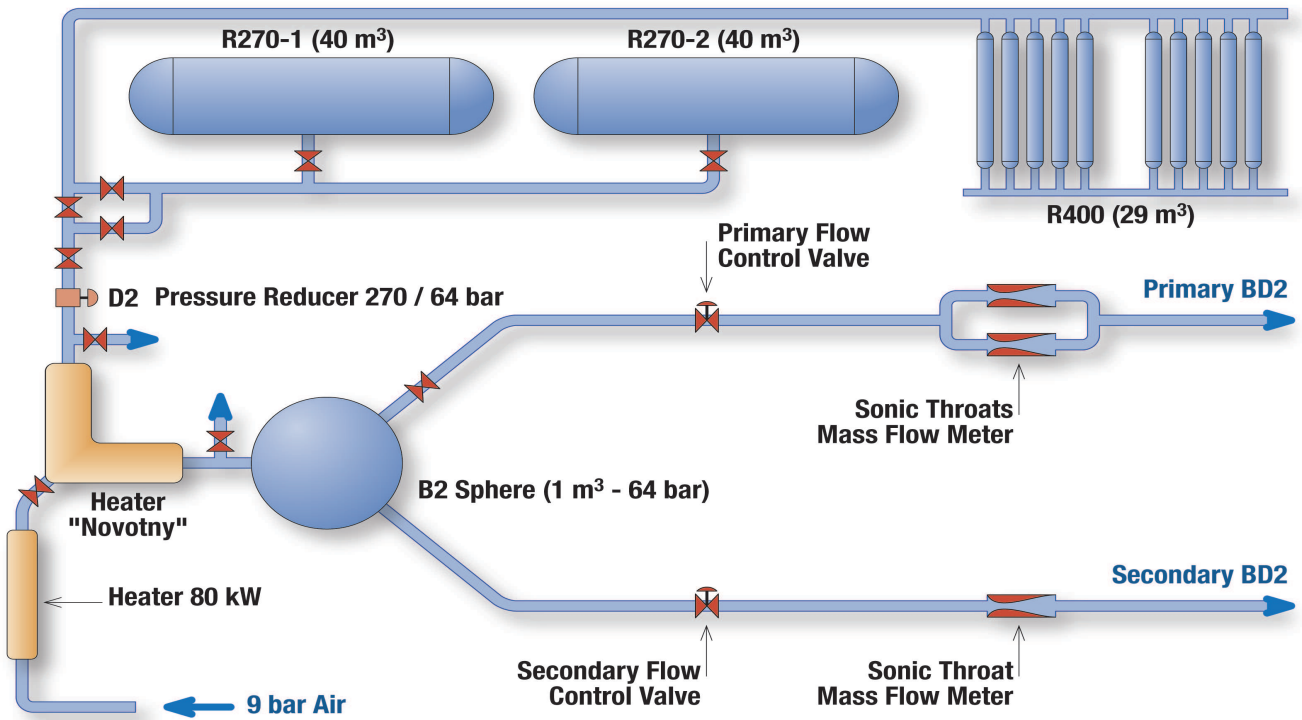 R270-1 (40 m³)
R270-2 (40 m³)
R400 (29 m³)
Primary Flow
Control Valve
D2 Pressure Reducer 270 / 64 bar
Primary BD2
Sonic Throats
Mass Flow Meter
B2 Sphere (1 m³ - 64 bar)
Heater
"Novotny"
Heater 80 kW
Secondary BD2
Secondary Flow
Control Valve
Sonic Throat
Mass Flow Meter
9 bar Air